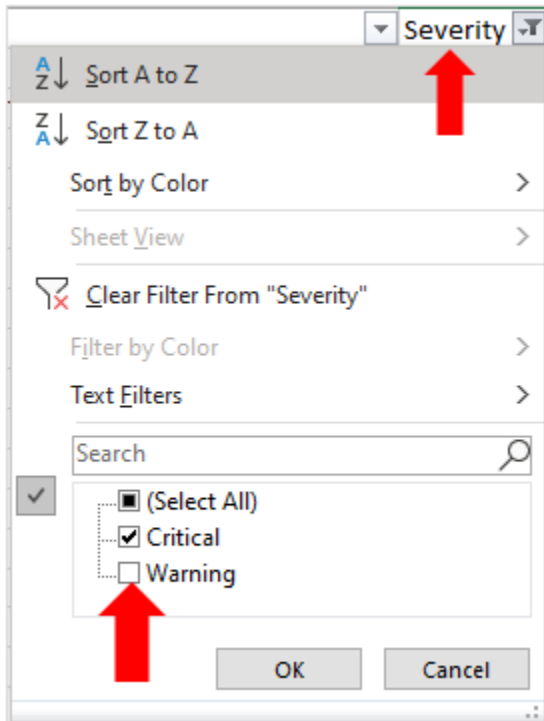 Severity
Sort A to Z
Sort Z to A
Sort by Color
Sheet View
Clear Filter From "Severity"
Filter by Color
Text Filters
Search
(Select All)
Critical
Warning
OK Cancel